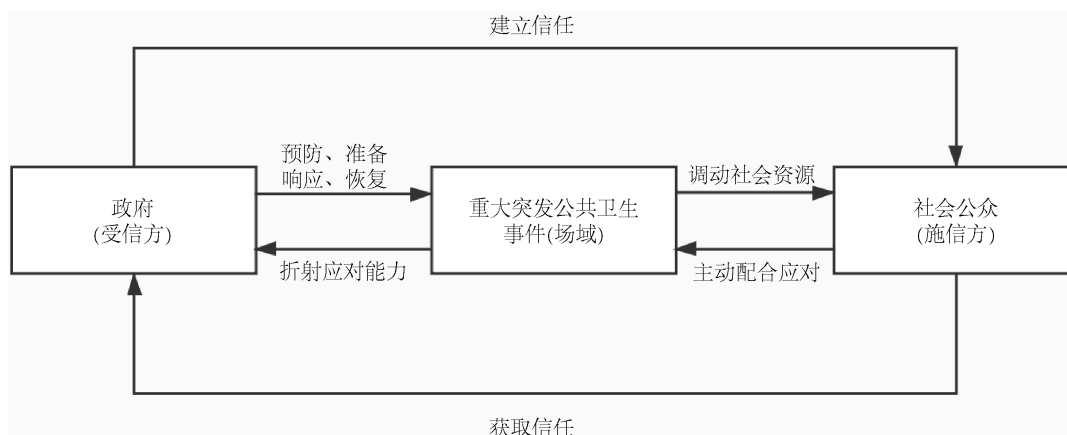 建立信任
预防、准备
响应、恢复
调动社会资源
政府
(受信方)
重大突发公共卫生
事件(场域)
社会公众
(施信方)
折射应对能力
主动配合应对
获取信任